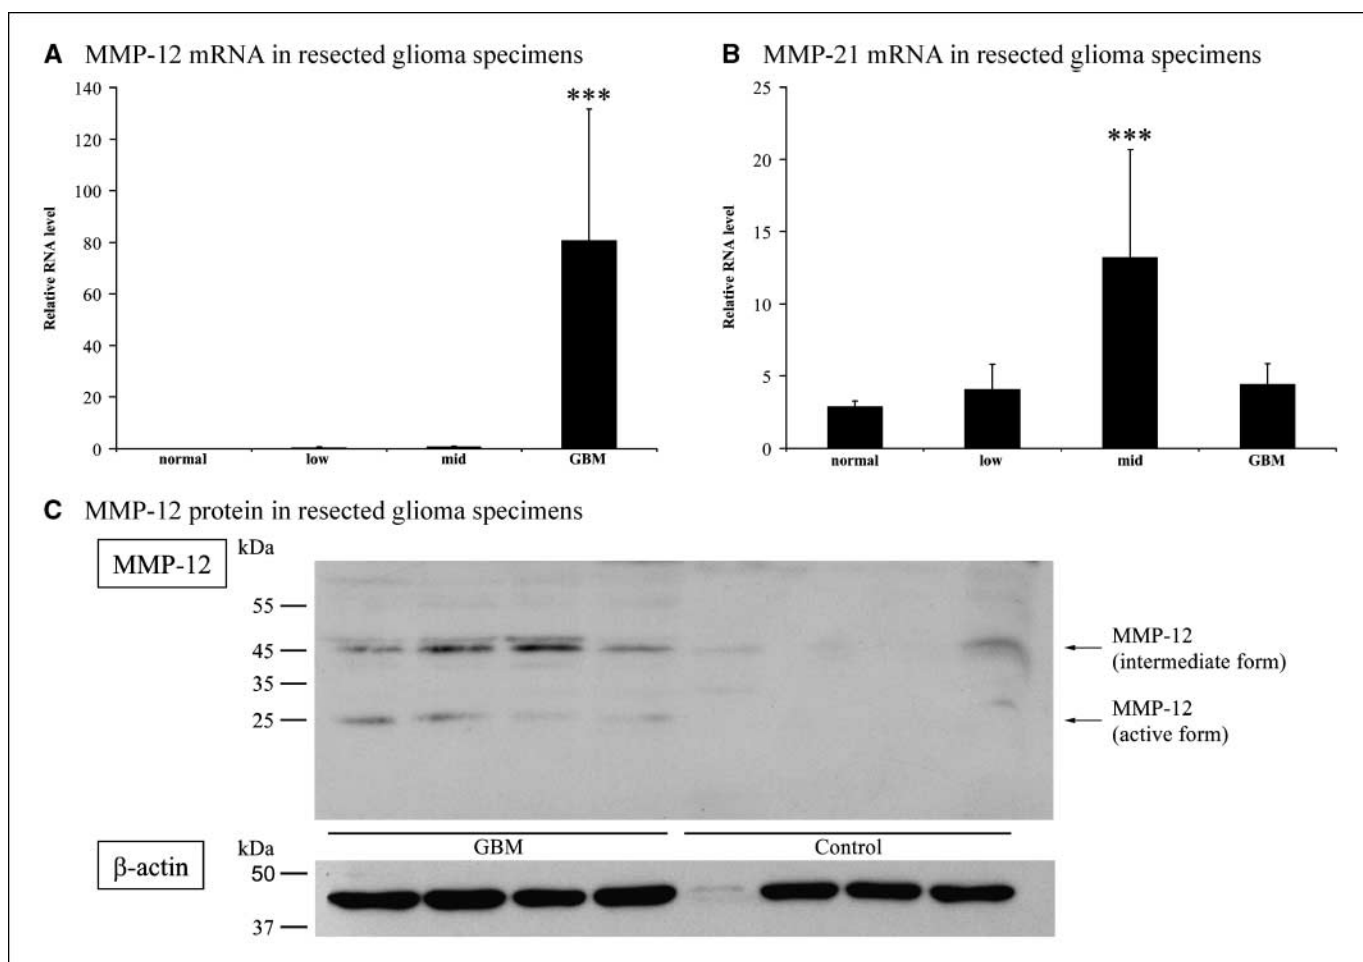 A MMP-12 mRNA in resected glioma specimens
140
120
100
80
60
40
20
0
Relative RNA level
***
normal low mid GBM
B MMP-21 mRNA in resected glioma specimens
25
20
15
10
5
0
Relative RNA level
***
normal low mid GBM
C MMP-12 protein in resected glioma specimens
MMP-12
kDa
55
45
35
25
MMP-12
(intermediate form)
MMP-12
(active form)
GBM Control
β-actin
kDa
50
37